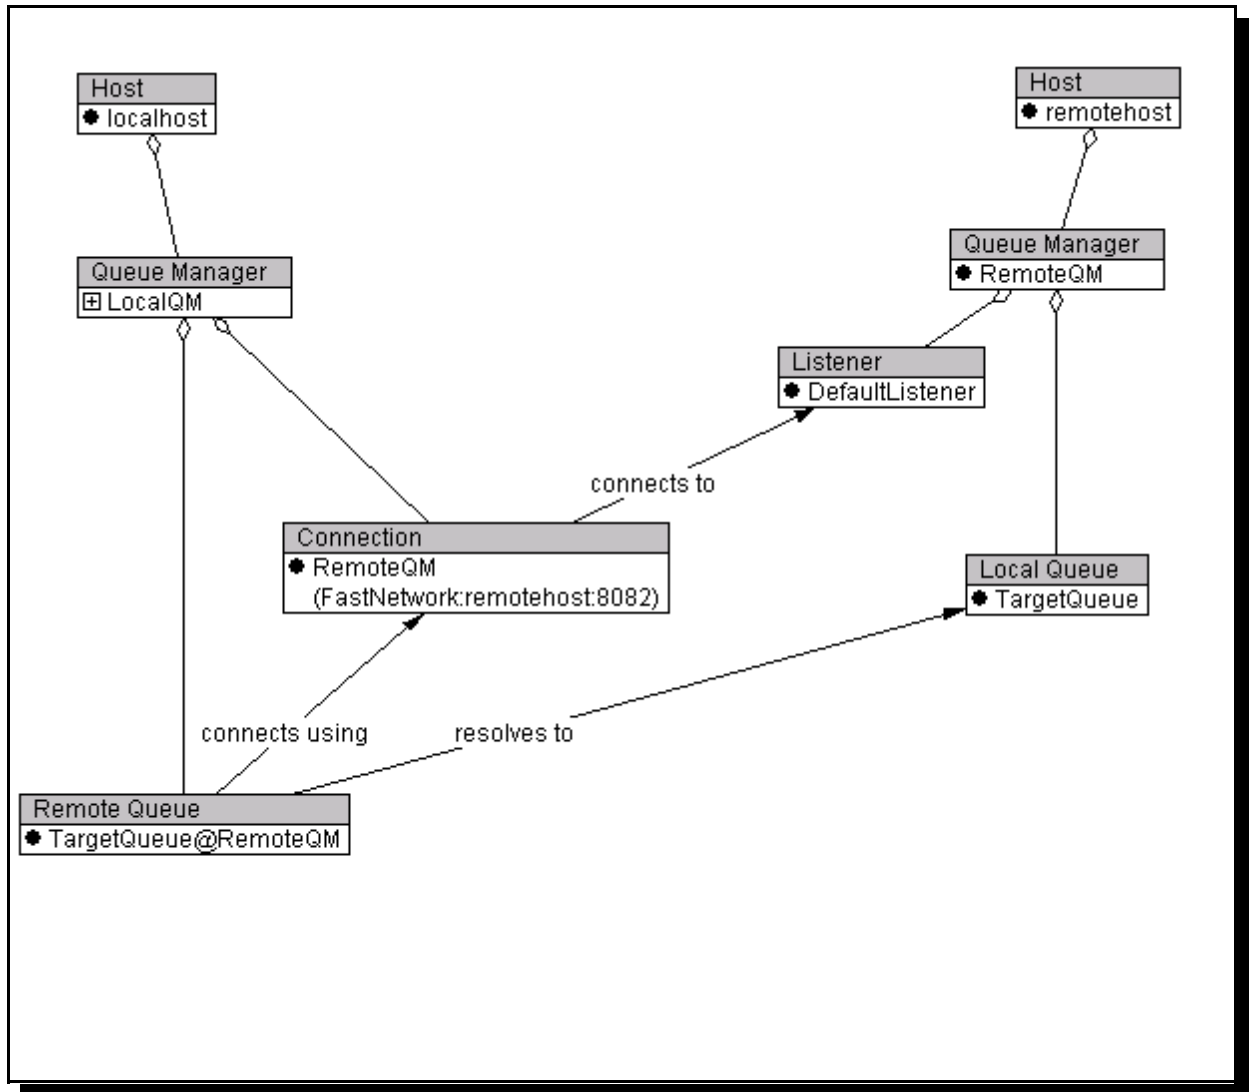 Host
localhost
Host
remotehost
Queue Manager
LocalQM
Queue Manager
RemoteQM
Listener
DefaultListener
connects to
Connection
RemoteQM
(FastNetwork:remotehost:8082)
Local Queue
TargetQueue
connects using
resolves to
Remote Queue
TargetQueue@RemoteQM